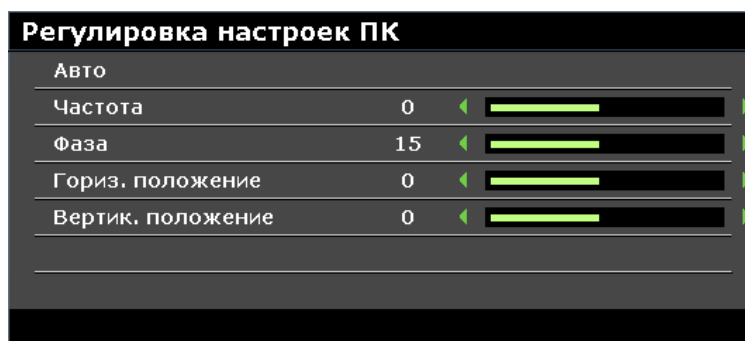 Регулировка настроек ПК
Авто
Частота 0
Фаза 15
Гориз. положение 0
Вертик. положение 0